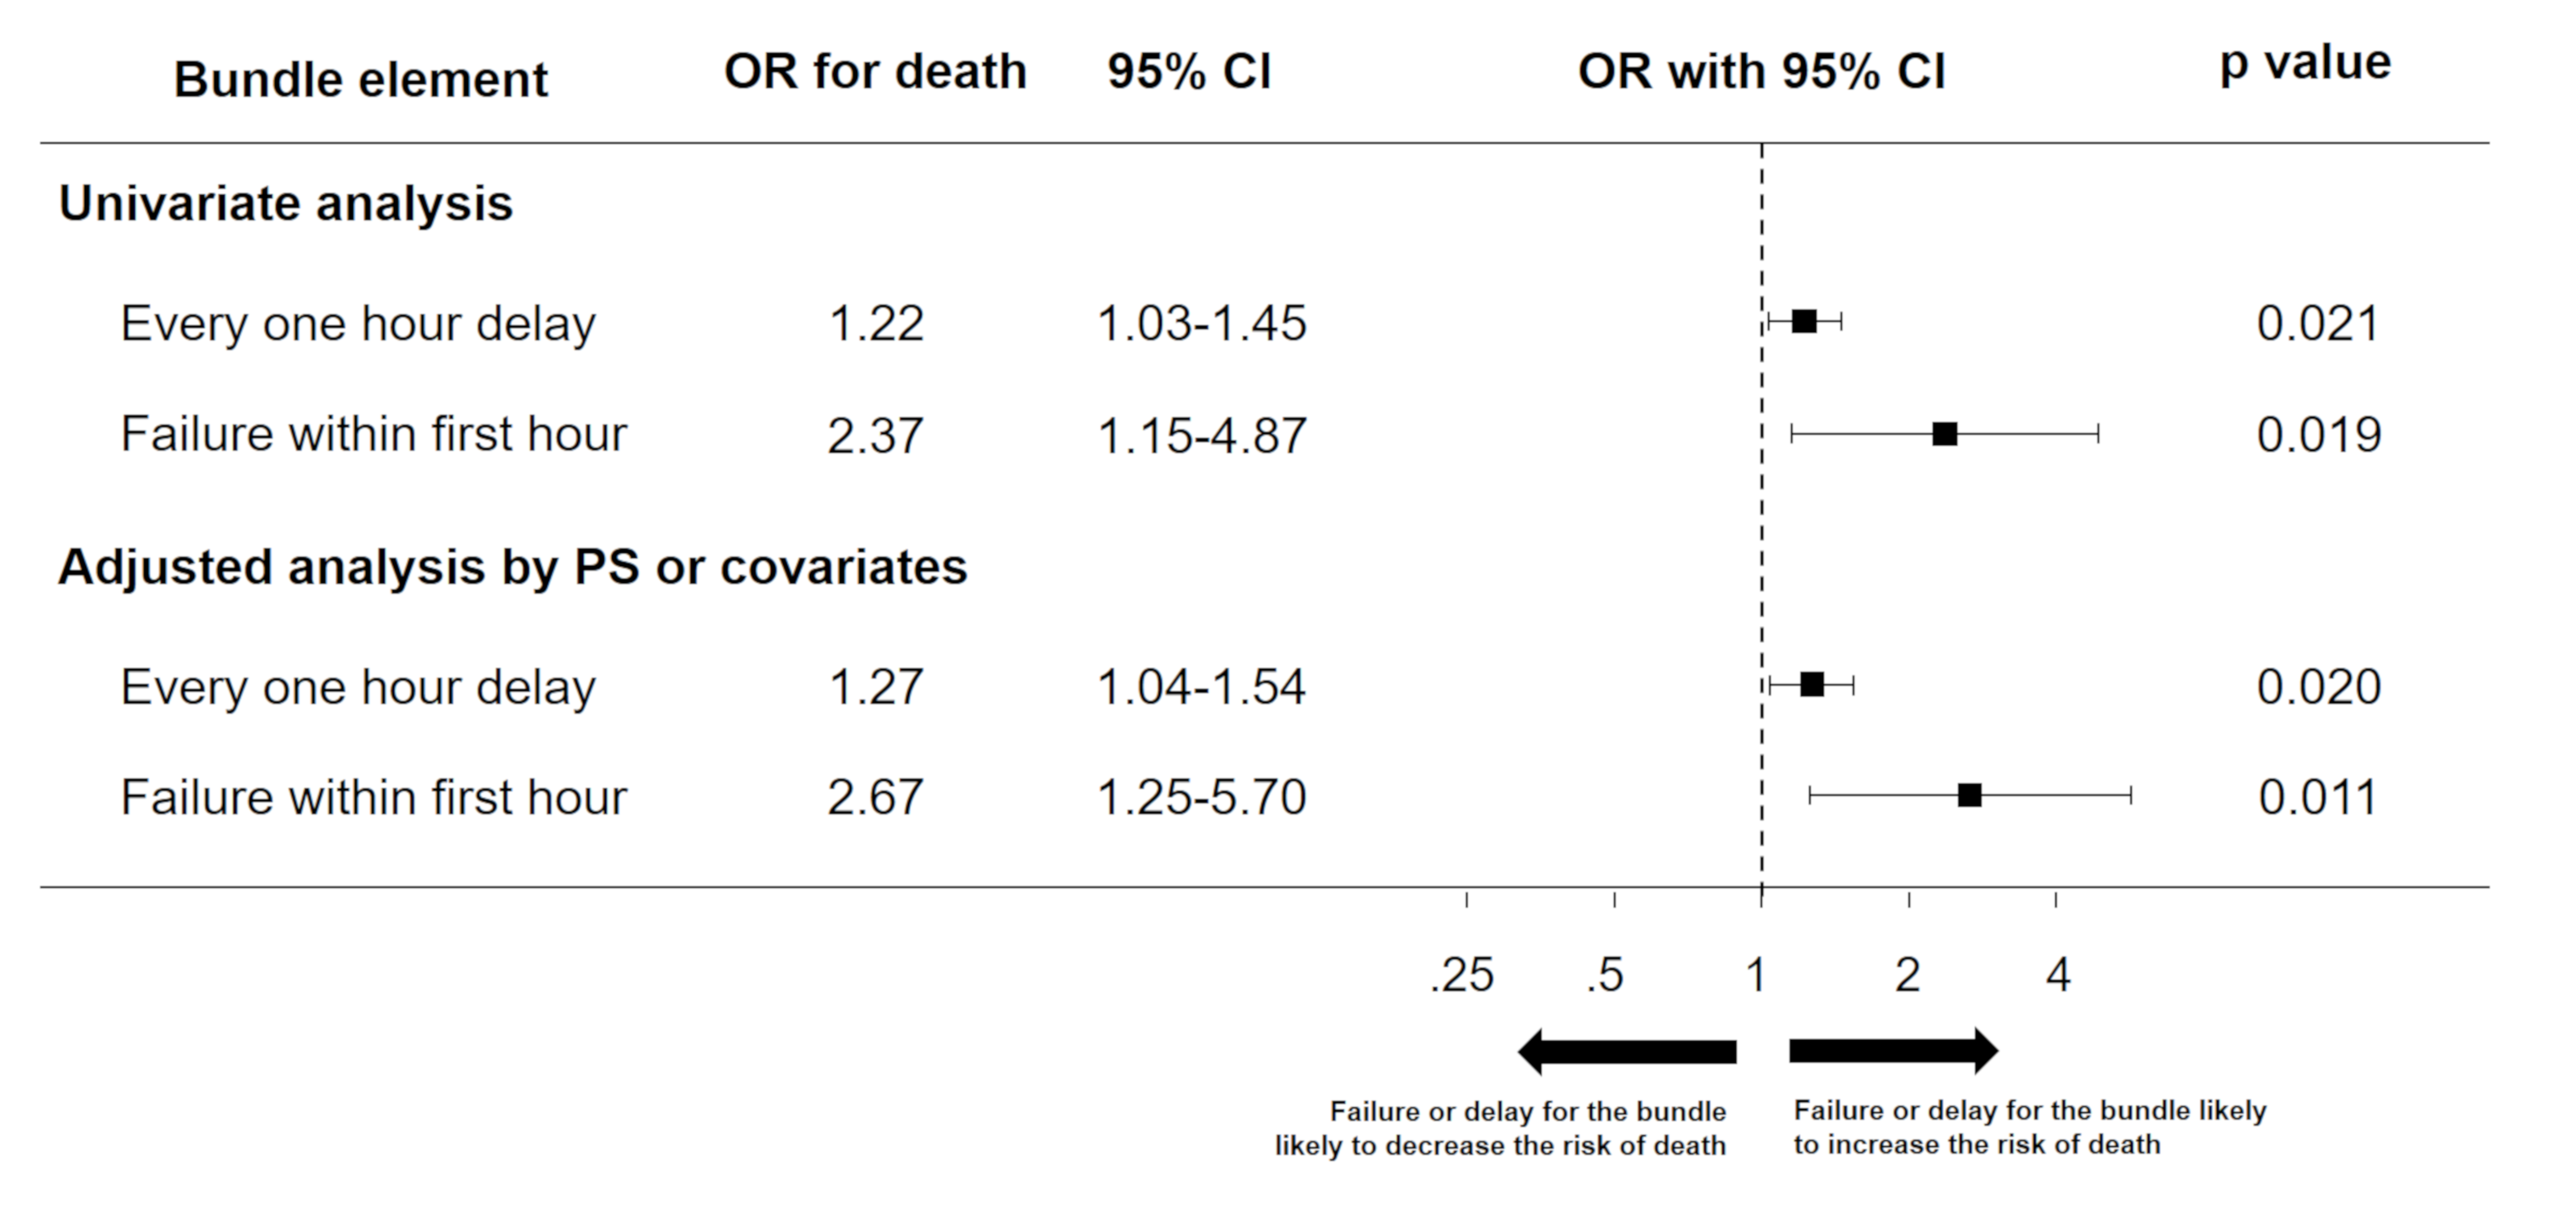 Bundle element OR for death 95% CI OR with 95% CI p value
Univariate analysis
Every one hour delay 1.22 1.03-1.45 0.021
Failure within first hour 2.37 1.15-4.87 0.019
Adjusted analysis by PS or covariates
Every one hour delay 1.27 1.04-1.54 0.020
Failure within first hour 2.67 1.25-5.70 0.011
.25 .5 1 2 4
Failure or delay for the bundle
likely to decrease the risk of death
Failure or delay for the bundle likely
to increase the risk of death